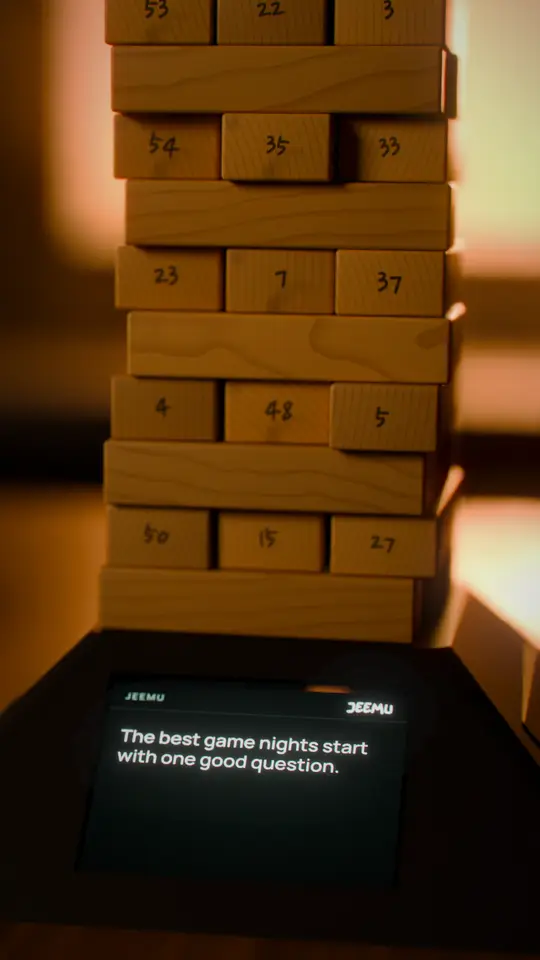 53 22 3
54 35 33
23 7 37
4 48 5
50 15 27
JEEMU JEEMU
The best game nights start
with one good question.